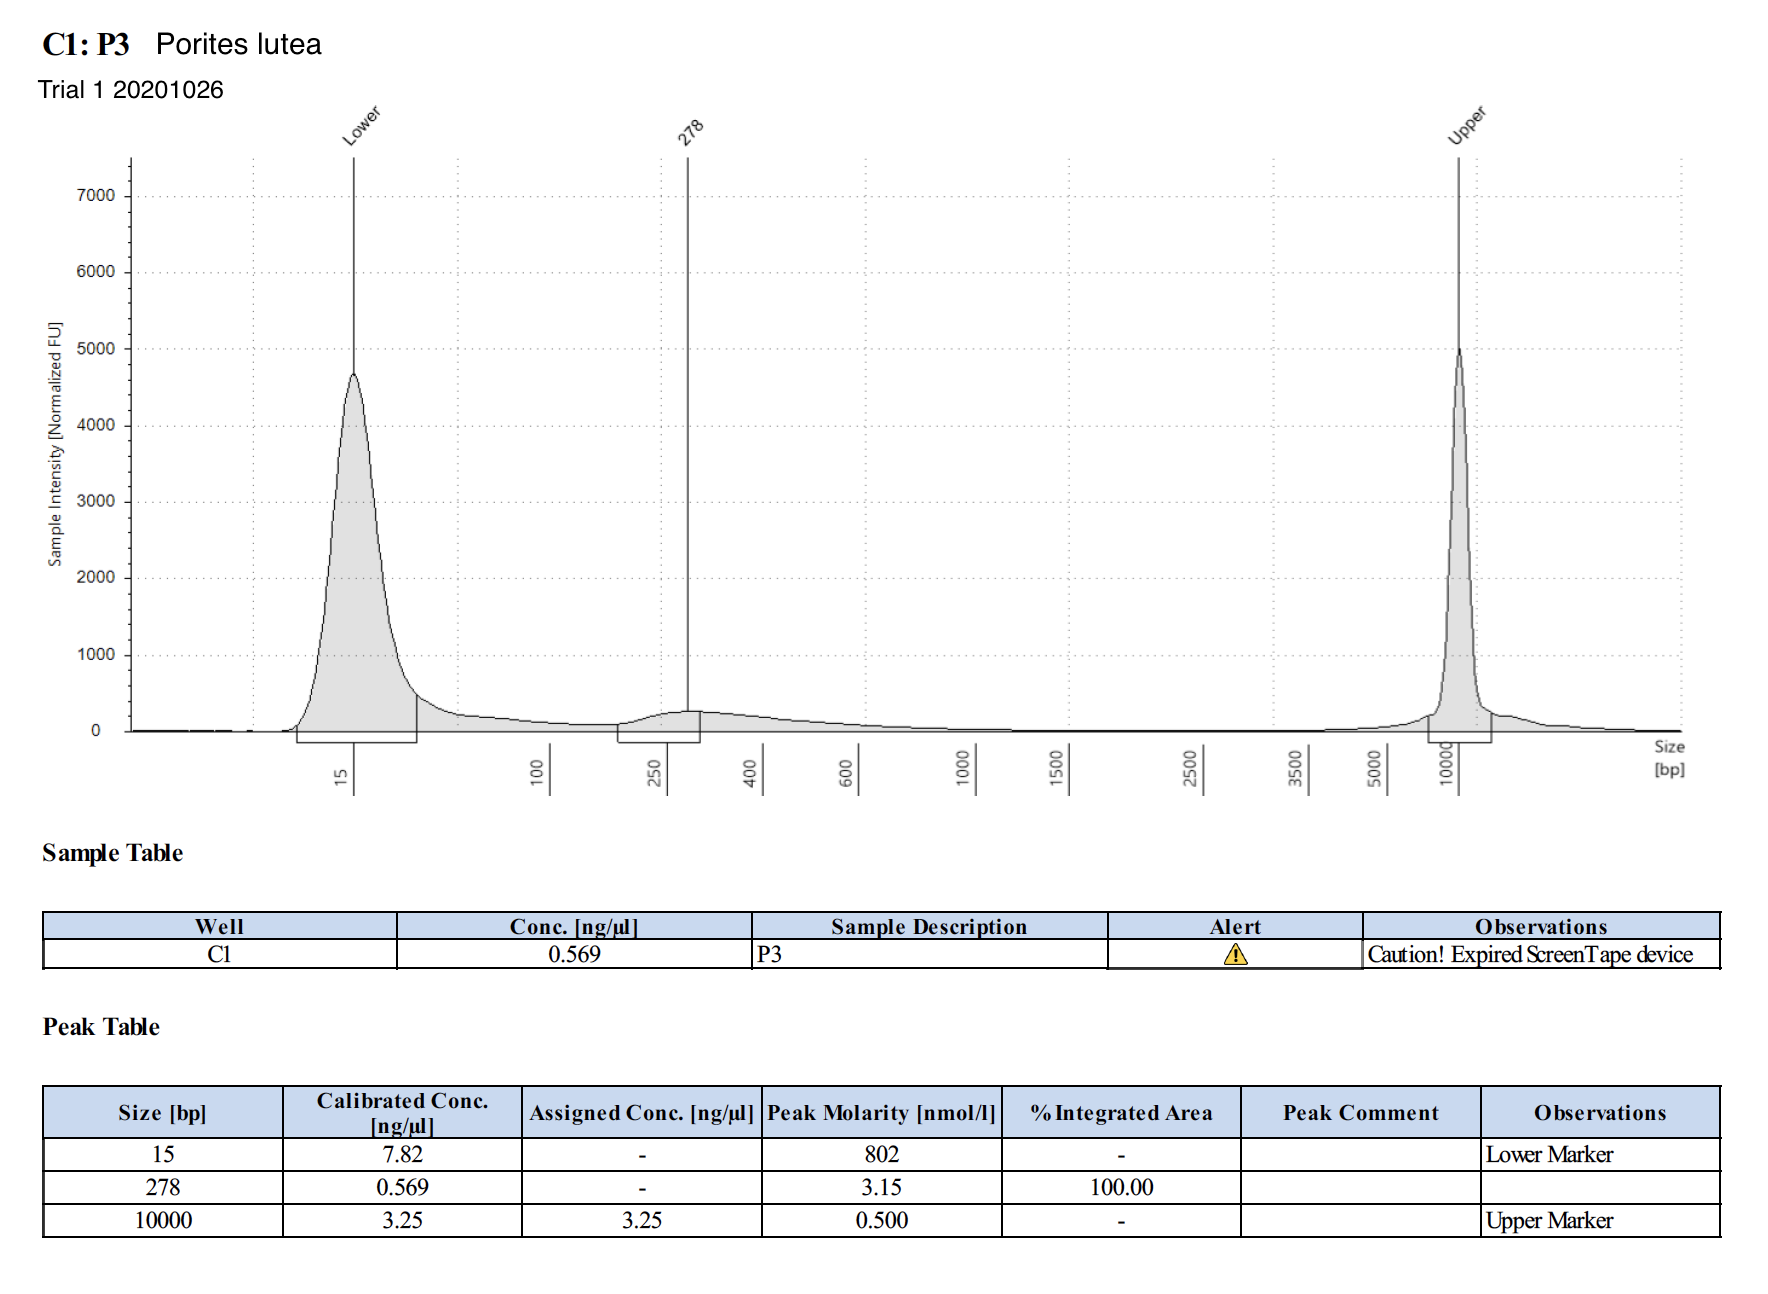 C1: P3 Porites lutea
Trial 1 20201026
Lower 278 Upper
Sample Intensity [Normalized FU]
7000
6000
5000
4000
3000
2000
1000
0
15 100 250 400 600 1000 1500 2500 3500 5000 10000 Size [bp]
Sample Table
Well Conc. [ng/µl] Sample Description Alert Observations
C1 0.569 P3 Caution! Expired ScreenTape device
Peak Table
Size [bp] Calibrated Conc. [ng/µl] Assigned Conc. [ng/µl] Peak Molarity [nmol/l] % Integrated Area Peak Comment Observations
15 7.82 - 802 - Lower Marker
278 0.569 - 3.15 100.00
10000 3.25 3.25 0.500 - Upper Marker